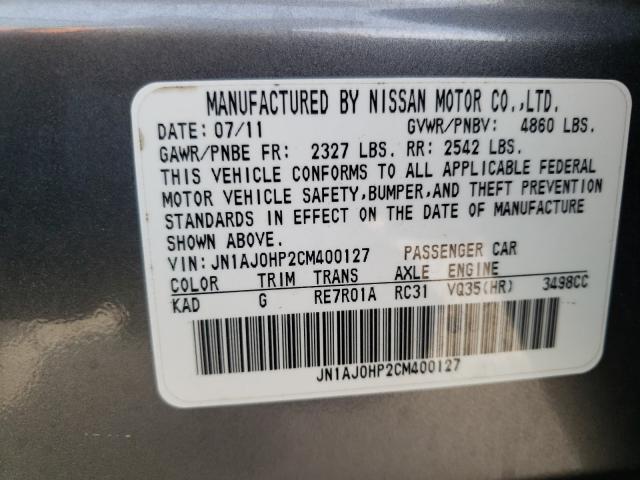 MANUFACTURED BY NISSAN MOTOR CO.,LTD.
DATE: 07/11 GVWR/PNBV: 4860 LBS.
GAWR/PNBE FR: 2327 LBS. RR: 2542 LBS.
THIS VEHICLE CONFORMS TO ALL APPLICABLE FEDERAL
MOTOR VEHICLE SAFETY,BUMPER,AND THEFT PREVENTION
STANDARDS IN EFFECT ON THE DATE OF MANUFACTURE
SHOWN ABOVE.
VIN: JN1AJ0HP2CM400127 PASSENGER CAR
COLOR TRIM TRANS AXLE ENGINE
KAD G RE7R01A RC31 VQ35(HR) 3498CC
JN1AJ0HP2CM400127